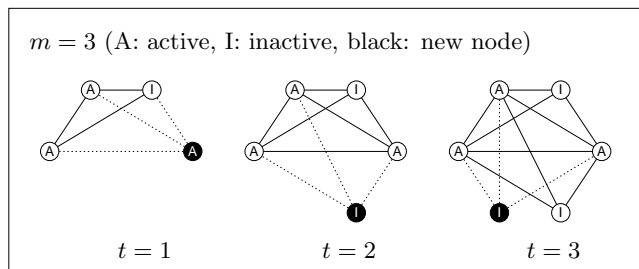 m = 3 (A: active, I: inactive, black: new node)
A I A I A I
A A A A A A
I I I
t = 1 t = 2 t = 3